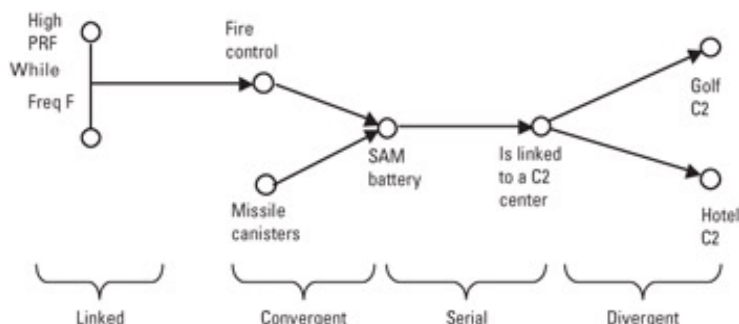 High
PRF
While
Freq F
Fire
control
Missile
canisters
SAM
battery
Is linked
to a C2
center
Golf
C2
Hotel
C2
Linked
Convergent
Serial
Divergent